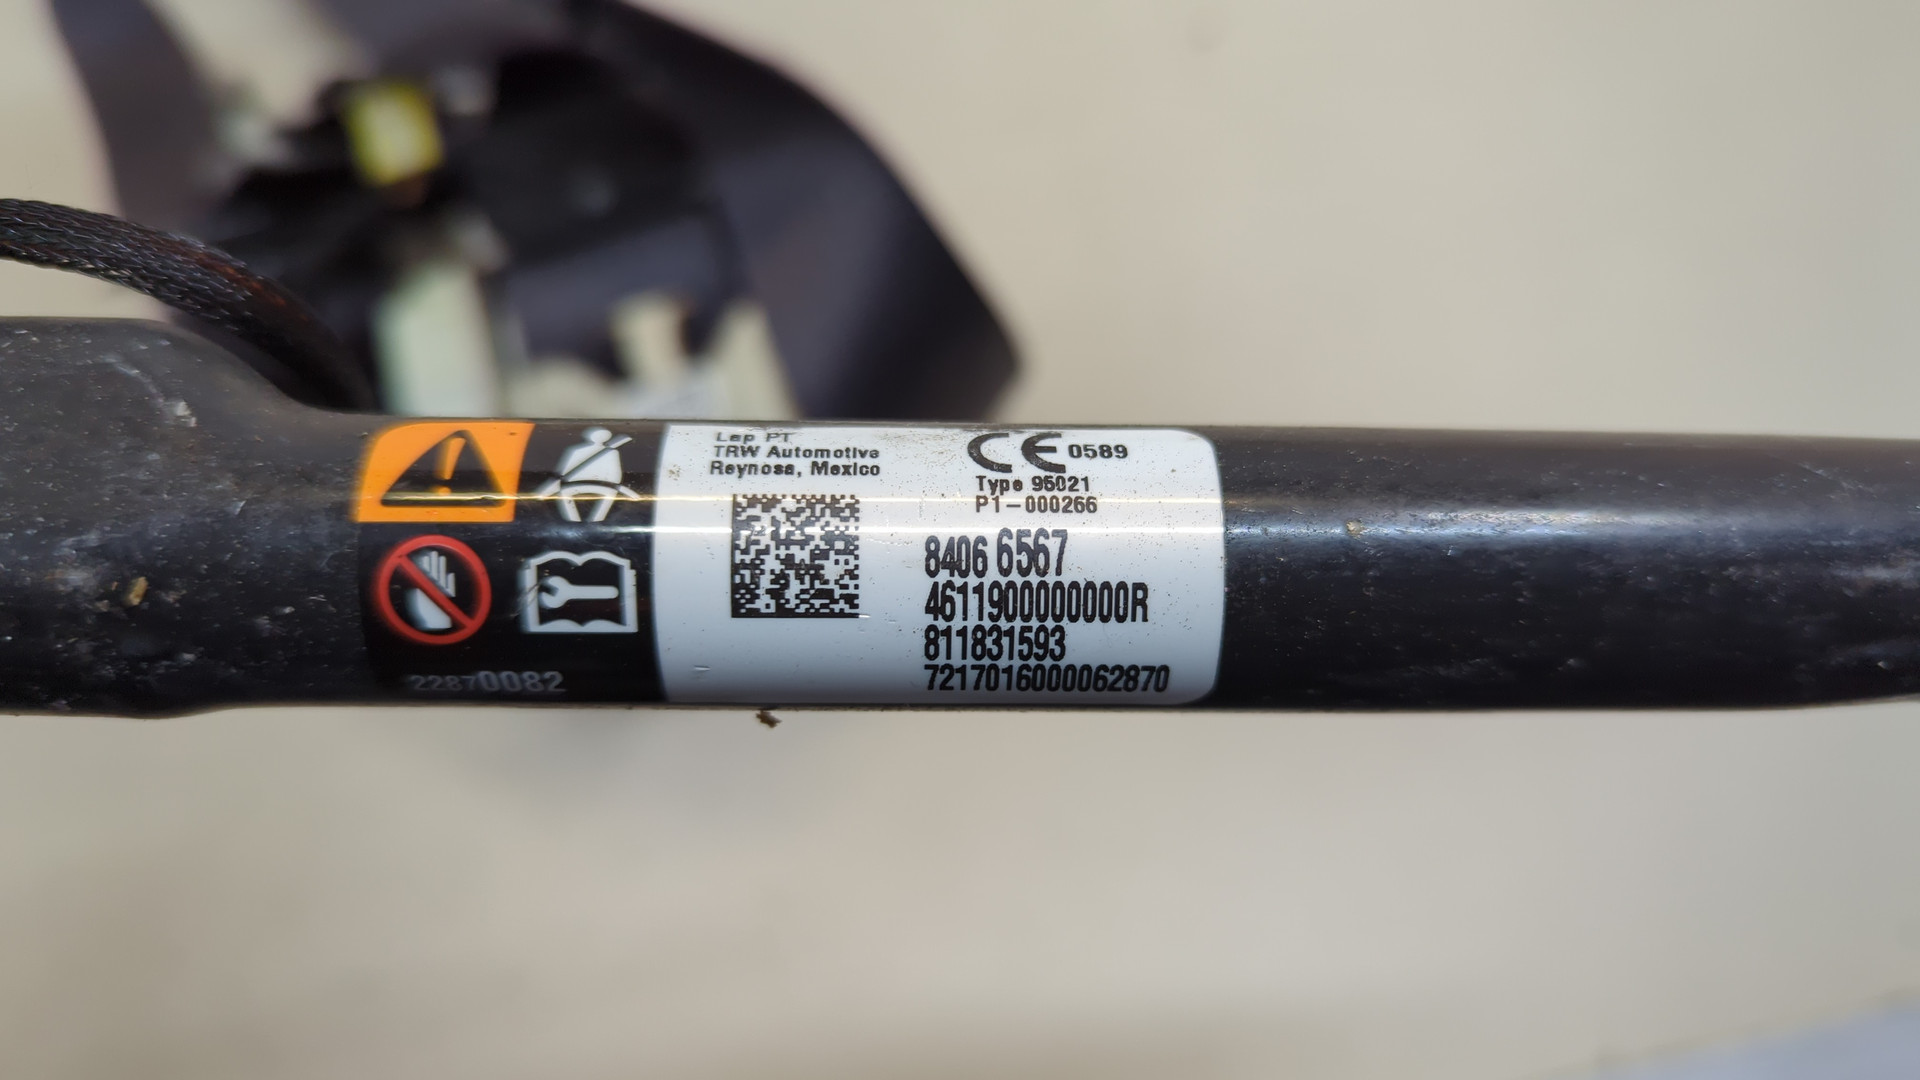 Lap PT
TRW Automotive
Reynosa, Mexico
CE 0589
Type 95021
P1-000266
8406 6567
4611900000000R
811831593
7217016000062870
22870082